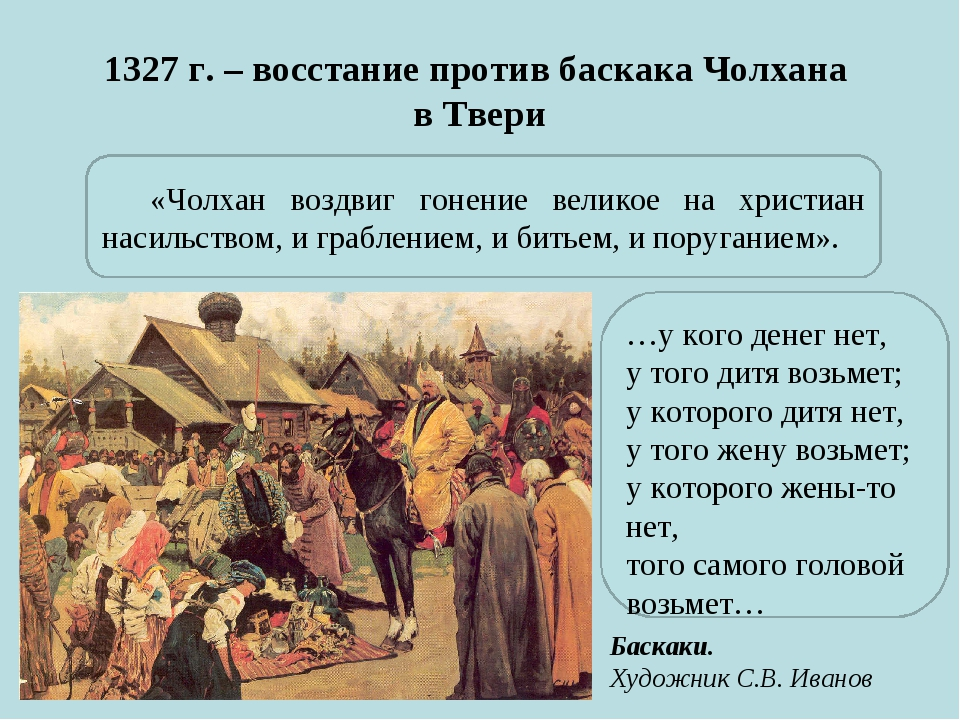 1327 г. – восстание против баскака Чолхана
в Твери
«Чолхан воздвиг гонение великое на христиан
насильством, и граблением, и битьем, и поруганием».
…у кого денег нет,
у того дитя возьмет;
у которого дитя нет,
у того жену возьмет;
у которого жены-то
нет,
того самого головой
возьмет…
Баскаки.
Художник С.В. Иванов